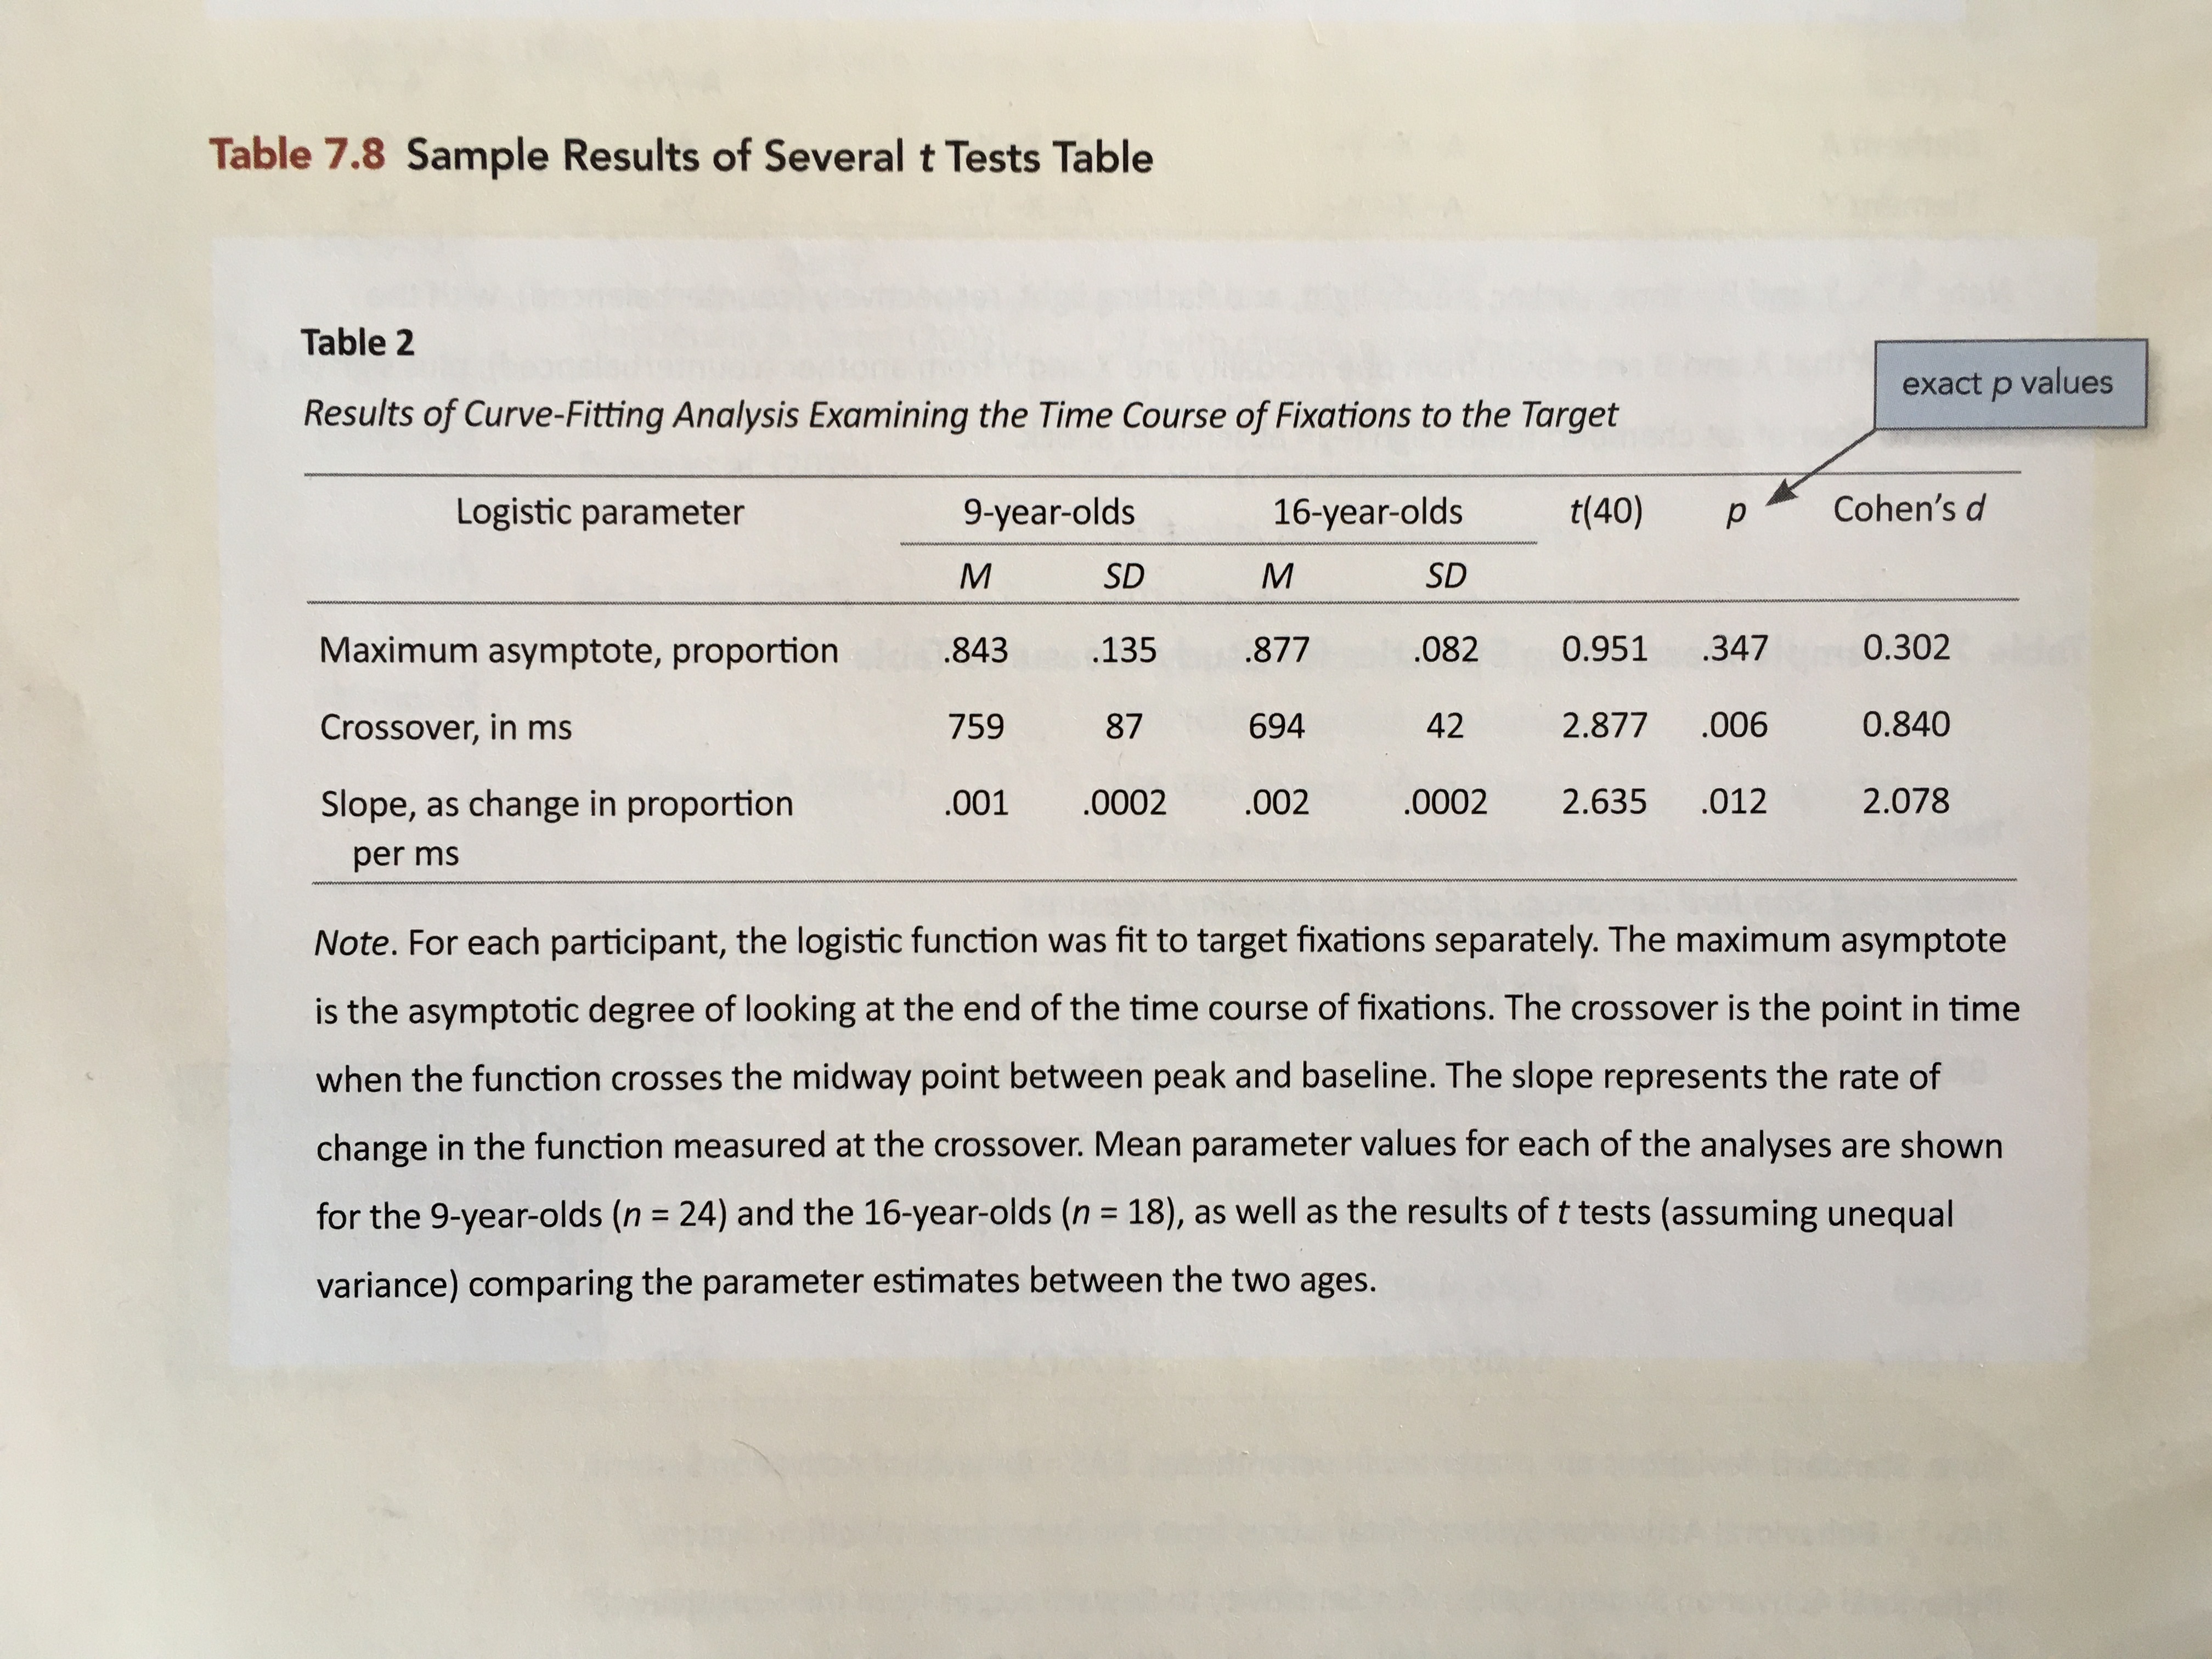 Table 7.8 Sample Results of Several t Tests Table
Table 2
exact p values
Results of Curve-Fitting Analysis Examining the Time Course of Fixations to the Target
Logistic parameter 9-year-olds 16-year-olds t(40) p Cohen's d
M SD M SD
Maximum asymptote, proportion .843 .135 .877 .082 0.951 .347 0.302
Crossover, in ms 759 87 694 42 2.877 .006 0.840
Slope, as change in proportion .001 .0002 .002 .0002 2.635 .012 2.078
per ms
Note. For each participant, the logistic function was fit to target fixations separately. The maximum asymptote
is the asymptotic degree of looking at the end of the time course of fixations. The crossover is the point in time
when the function crosses the midway point between peak and baseline. The slope represents the rate of
change in the function measured at the crossover. Mean parameter values for each of the analyses are shown
for the 9-year-olds (n = 24) and the 16-year-olds (n = 18), as well as the results of t tests (assuming unequal
variance) comparing the parameter estimates between the two ages.